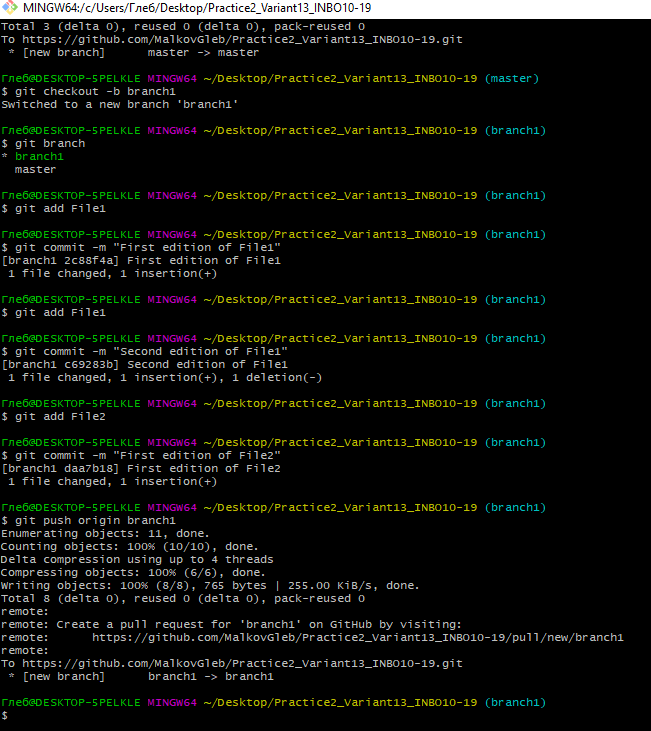 MINGW64:/c/Users/Глеб/Desktop/Practice2_Variant13_INBO10-19
Total 3 (delta 0), reused 0 (delta 0), pack-reused 0
To https://github.com/MalkovGleb/Practice2_Variant13_INBO10-19.git
 * [new branch]      master -> master
Глеб@DESKTOP-5PELKLE MINGW64 ~/Desktop/Practice2_Variant13_INBO10-19 (master)
$ git checkout -b branch1
Switched to a new branch 'branch1'
Глеб@DESKTOP-5PELKLE MINGW64 ~/Desktop/Practice2_Variant13_INBO10-19 (branch1)
$ git branch
* branch1
  master
Глеб@DESKTOP-5PELKLE MINGW64 ~/Desktop/Practice2_Variant13_INBO10-19 (branch1)
$ git add File1
Глеб@DESKTOP-5PELKLE MINGW64 ~/Desktop/Practice2_Variant13_INBO10-19 (branch1)
$ git commit -m "First edition of File1"
[branch1 2c88f4a] First edition of File1
 1 file changed, 1 insertion(+)
Глеб@DESKTOP-5PELKLE MINGW64 ~/Desktop/Practice2_Variant13_INBO10-19 (branch1)
$ git add File1
Глеб@DESKTOP-5PELKLE MINGW64 ~/Desktop/Practice2_Variant13_INBO10-19 (branch1)
$ git commit -m "Second edition of File1"
[branch1 c69283b] Second edition of File1
 1 file changed, 1 insertion(+), 1 deletion(-)
Глеб@DESKTOP-5PELKLE MINGW64 ~/Desktop/Practice2_Variant13_INBO10-19 (branch1)
$ git add File2
Глеб@DESKTOP-5PELKLE MINGW64 ~/Desktop/Practice2_Variant13_INBO10-19 (branch1)
$ git commit -m "First edition of File2"
[branch1 daa7b18] First edition of File2
 1 file changed, 1 insertion(+)
Глеб@DESKTOP-5PELKLE MINGW64 ~/Desktop/Practice2_Variant13_INBO10-19 (branch1)
$ git push origin branch1
Enumerating objects: 11, done.
Counting objects: 100% (10/10), done.
Delta compression using up to 4 threads
Compressing objects: 100% (6/6), done.
Writing objects: 100% (8/8), 765 bytes | 255.00 KiB/s, done.
Total 8 (delta 0), reused 0 (delta 0), pack-reused 0
remote:
remote: Create a pull request for 'branch1' on GitHub by visiting:
remote:      https://github.com/MalkovGleb/Practice2_Variant13_INBO10-19/pull/new/branch1
remote:
To https://github.com/MalkovGleb/Practice2_Variant13_INBO10-19.git
 * [new branch]      branch1 -> branch1
Глеб@DESKTOP-5PELKLE MINGW64 ~/Desktop/Practice2_Variant13_INBO10-19 (branch1)
$